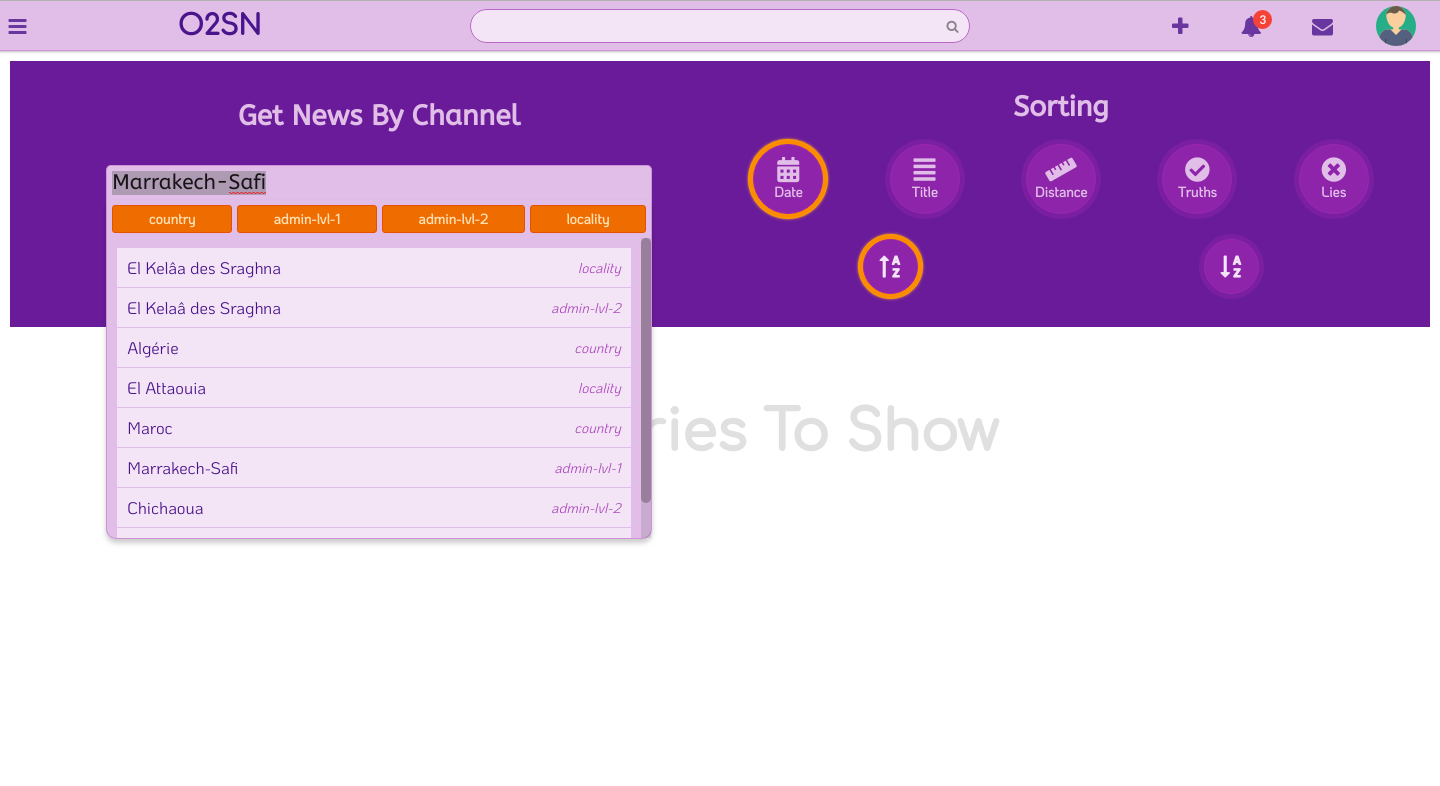 O2SN
3
Get News By Channel
Sorting
Marrakech-Safi
country admin-lvl-1 admin-lvl-2 locality
Date Title Distance Truths Lies
A Z
A Z
El Kelâa des Sraghna locality
El Kelaâ des Sraghna admin-lvl-2
Algérie country
El Attaouia locality
Maroc country
Marrakech-Safi admin-lvl-1
Chichaoua admin-lvl-2
To Show